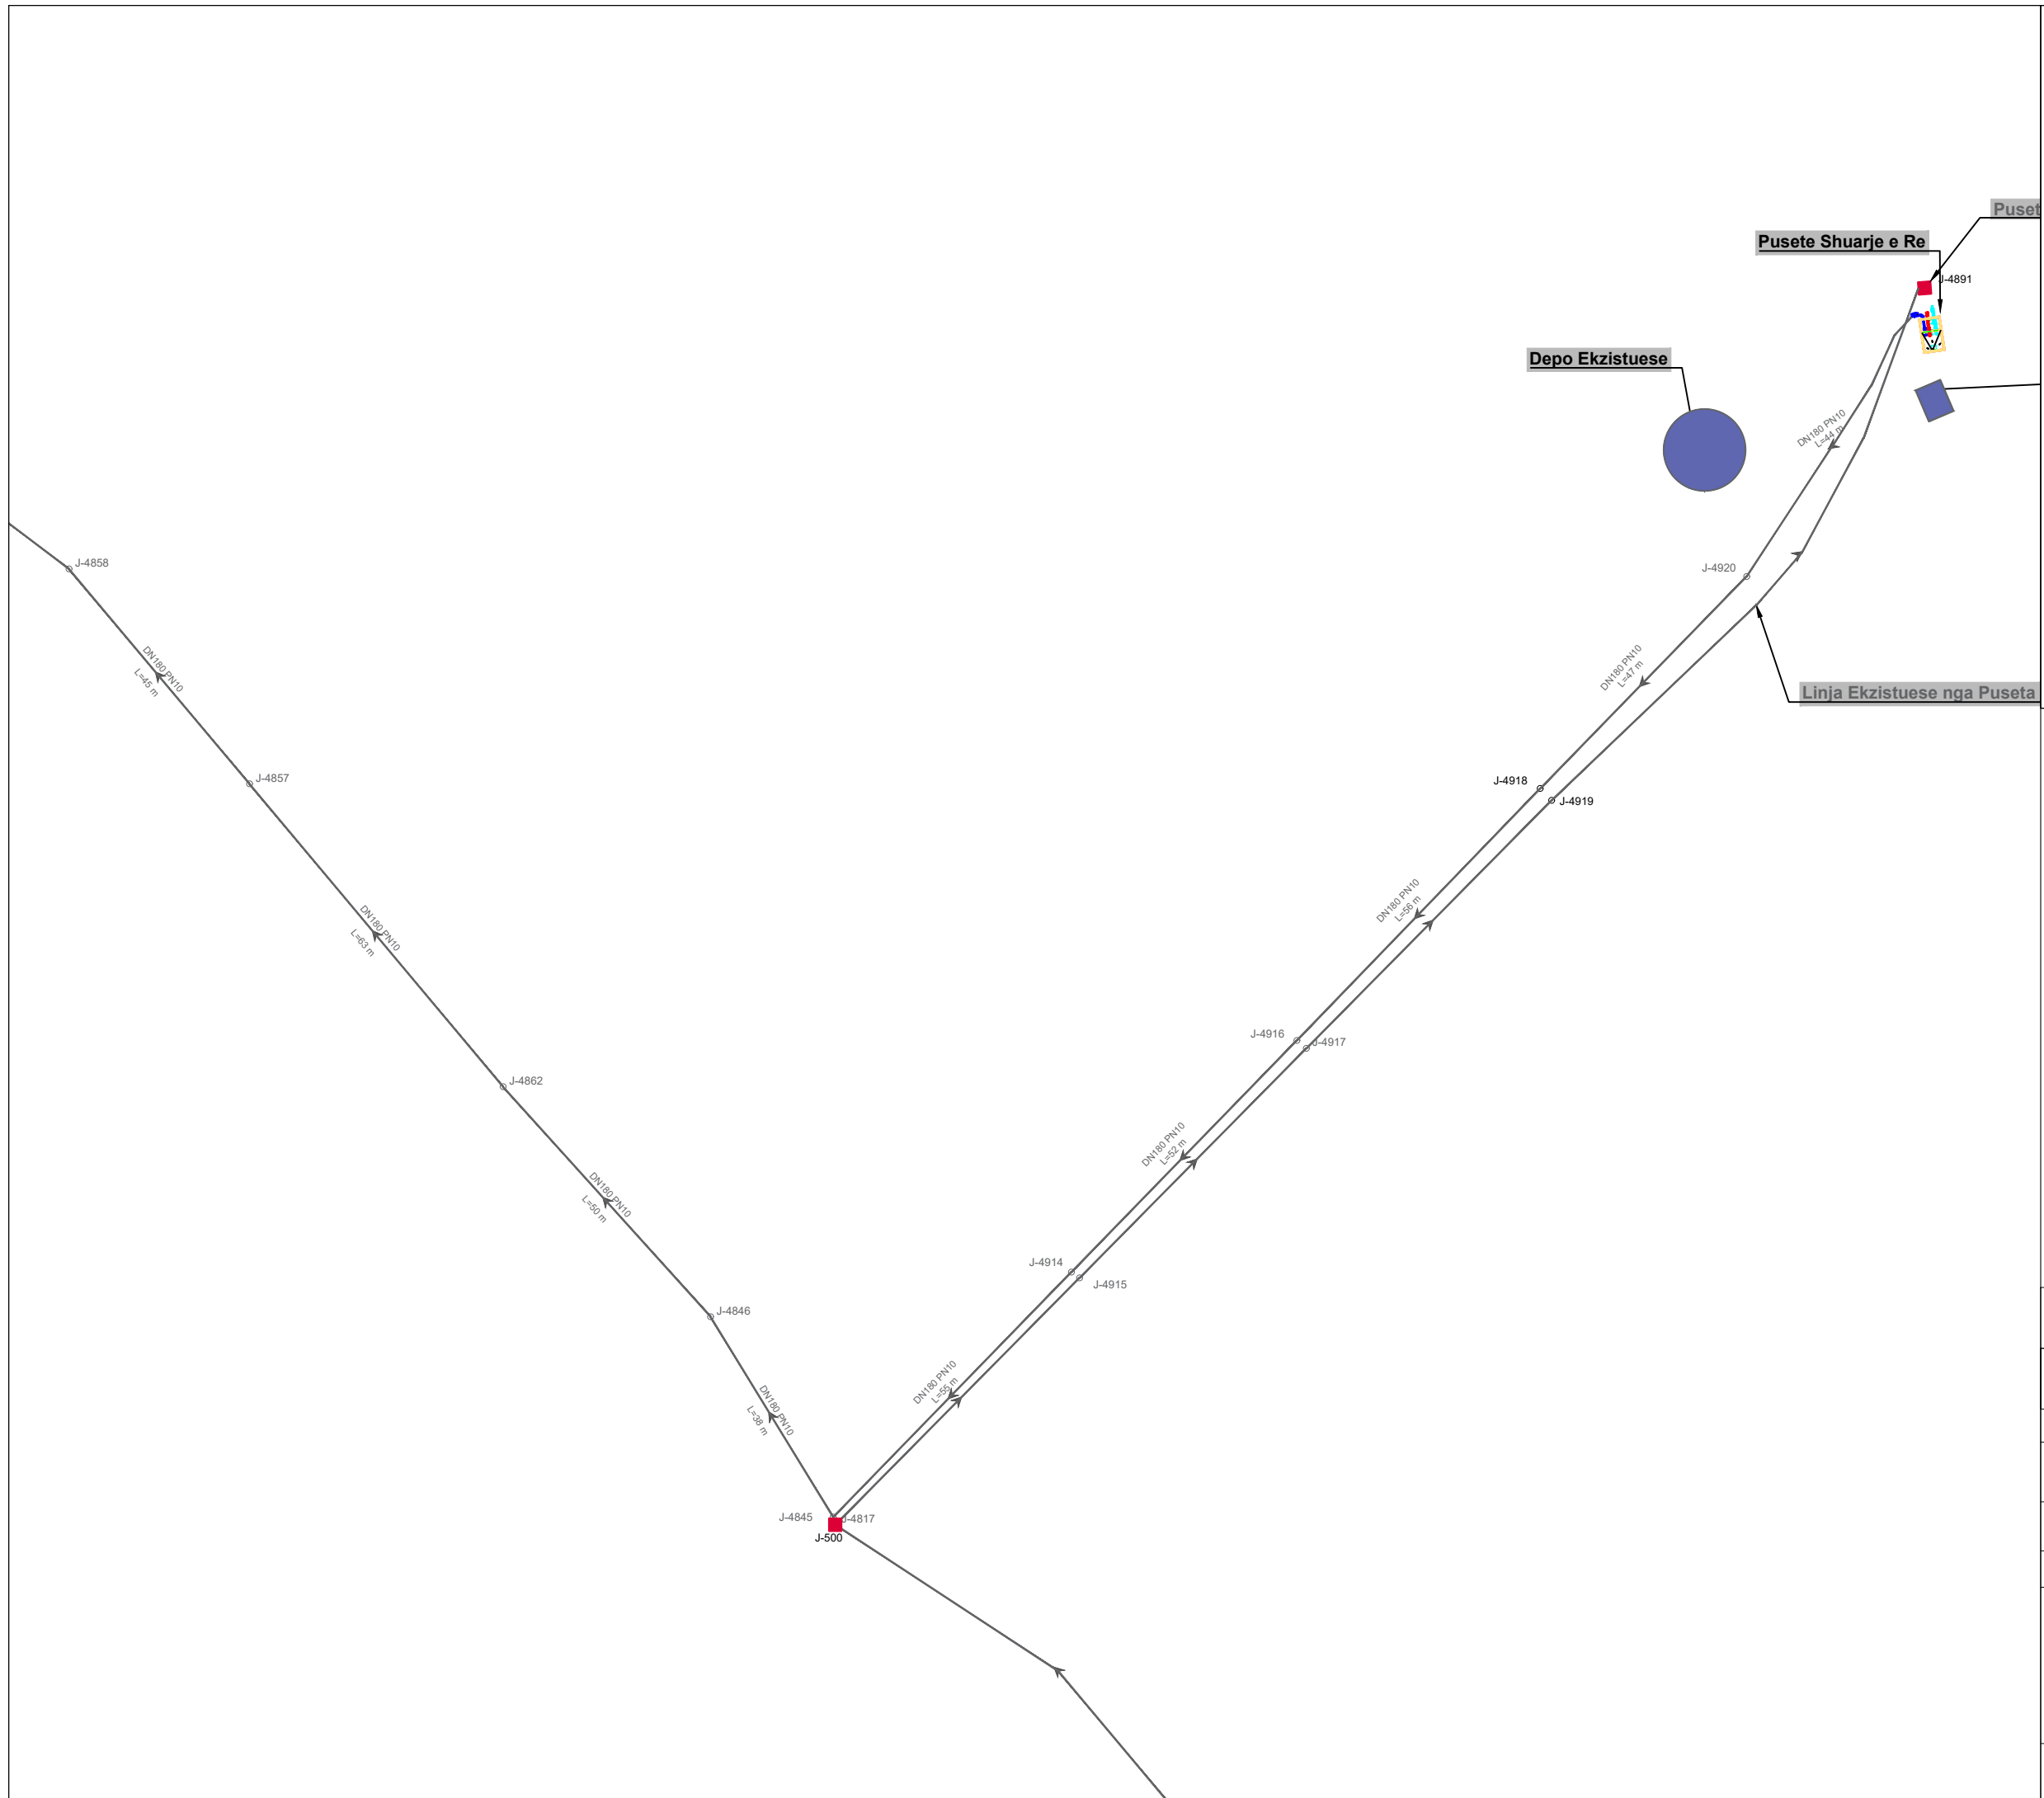 Puset
Pusete Shuarje e Re
J-4891
Depo Ekzistuese
DN180 PN10
L=44 m
J-4858
J-4920
DN180 PN10
L=45 m
DN180 PN10
L=47 m
Linja Ekzistuese nga Puseta
J-4857
J-4918
J-4919
DN180 PN10
L=63 m
DN180 PN10
L=56 m
J-4916
J-4917
J-4862
DN180 PN10
L=50 m
DN180 PN10
L=52 m
J-4914
J-4915
J-4846
DN180 PN10
L=38 m
DN180 PN10
L=55 m
J-4845
J-4817
J-500